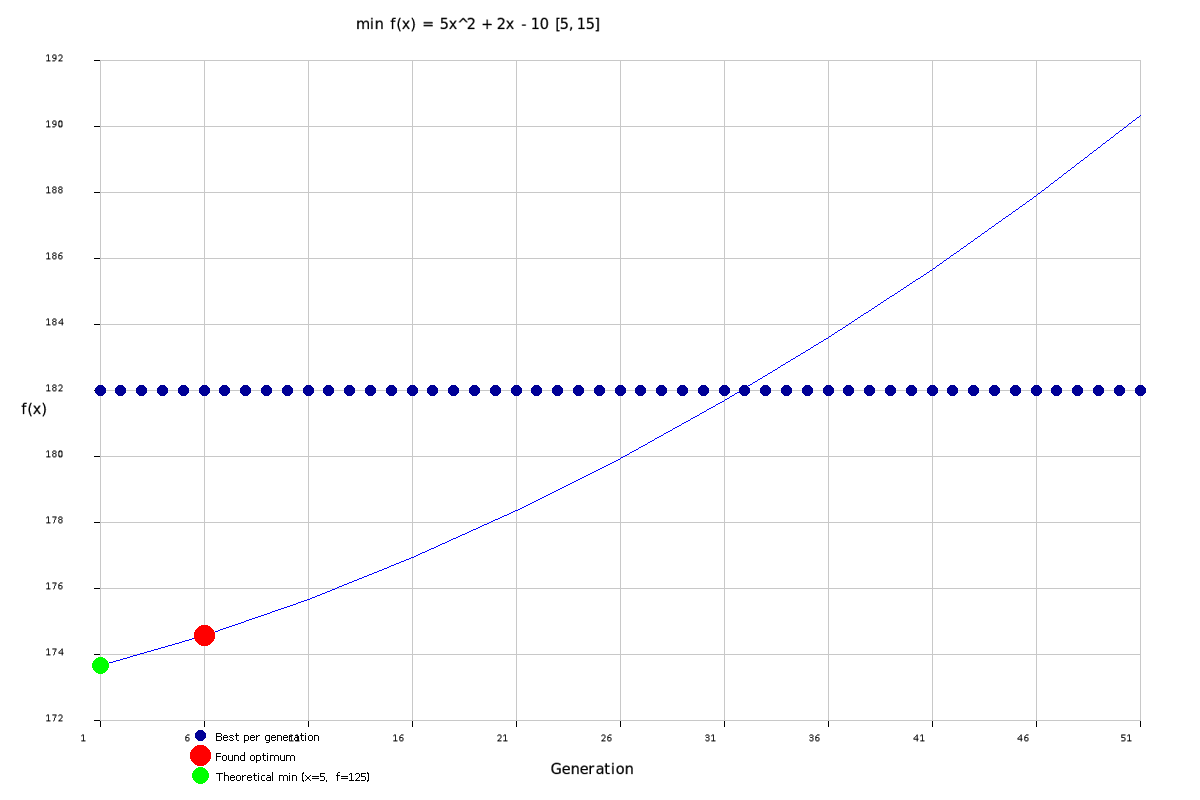 min f(x) = 5x^2 + 2x - 10 [5, 15]
192
190
188
186
184
182
f(x)
180
178
176
174
172
1 6 11 16 21 26 31 36 41 46 51
Best per generation
Found optimum
Generation
Theoretical min (x=5, f=125)